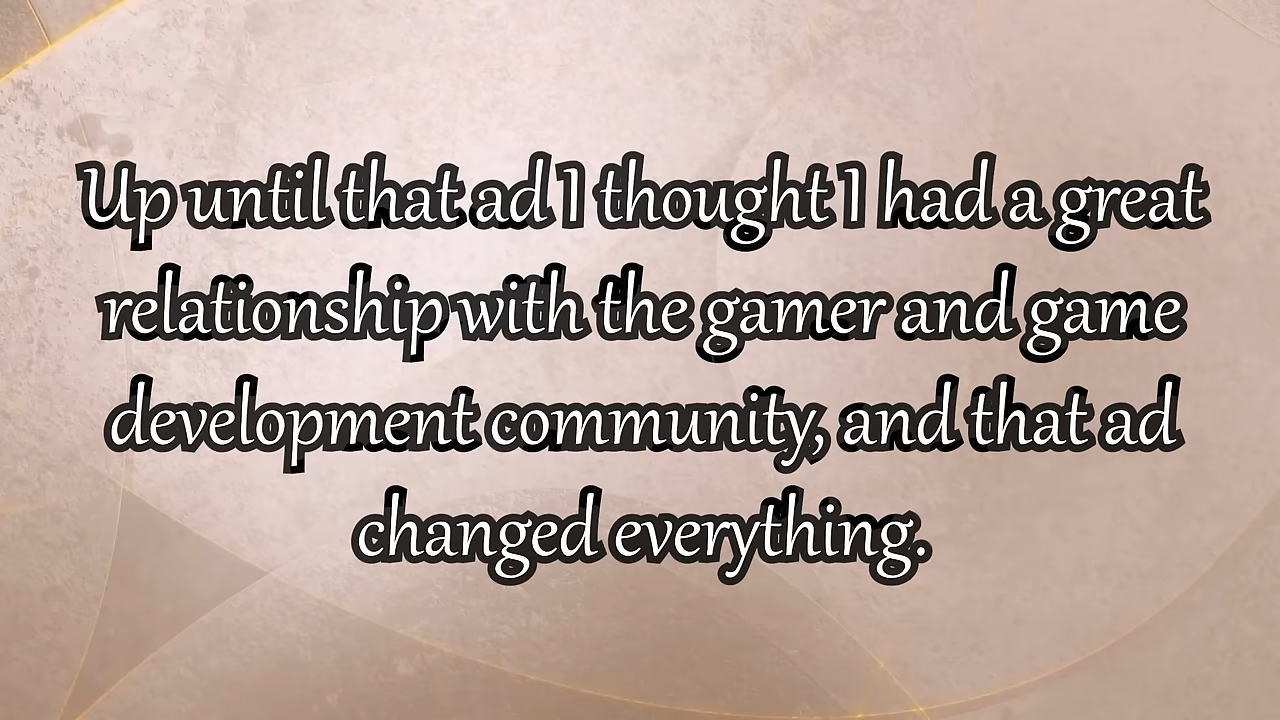 Up until that ad I thought I had a great
relationship with the gamer and game
development community, and that ad
changed everything.